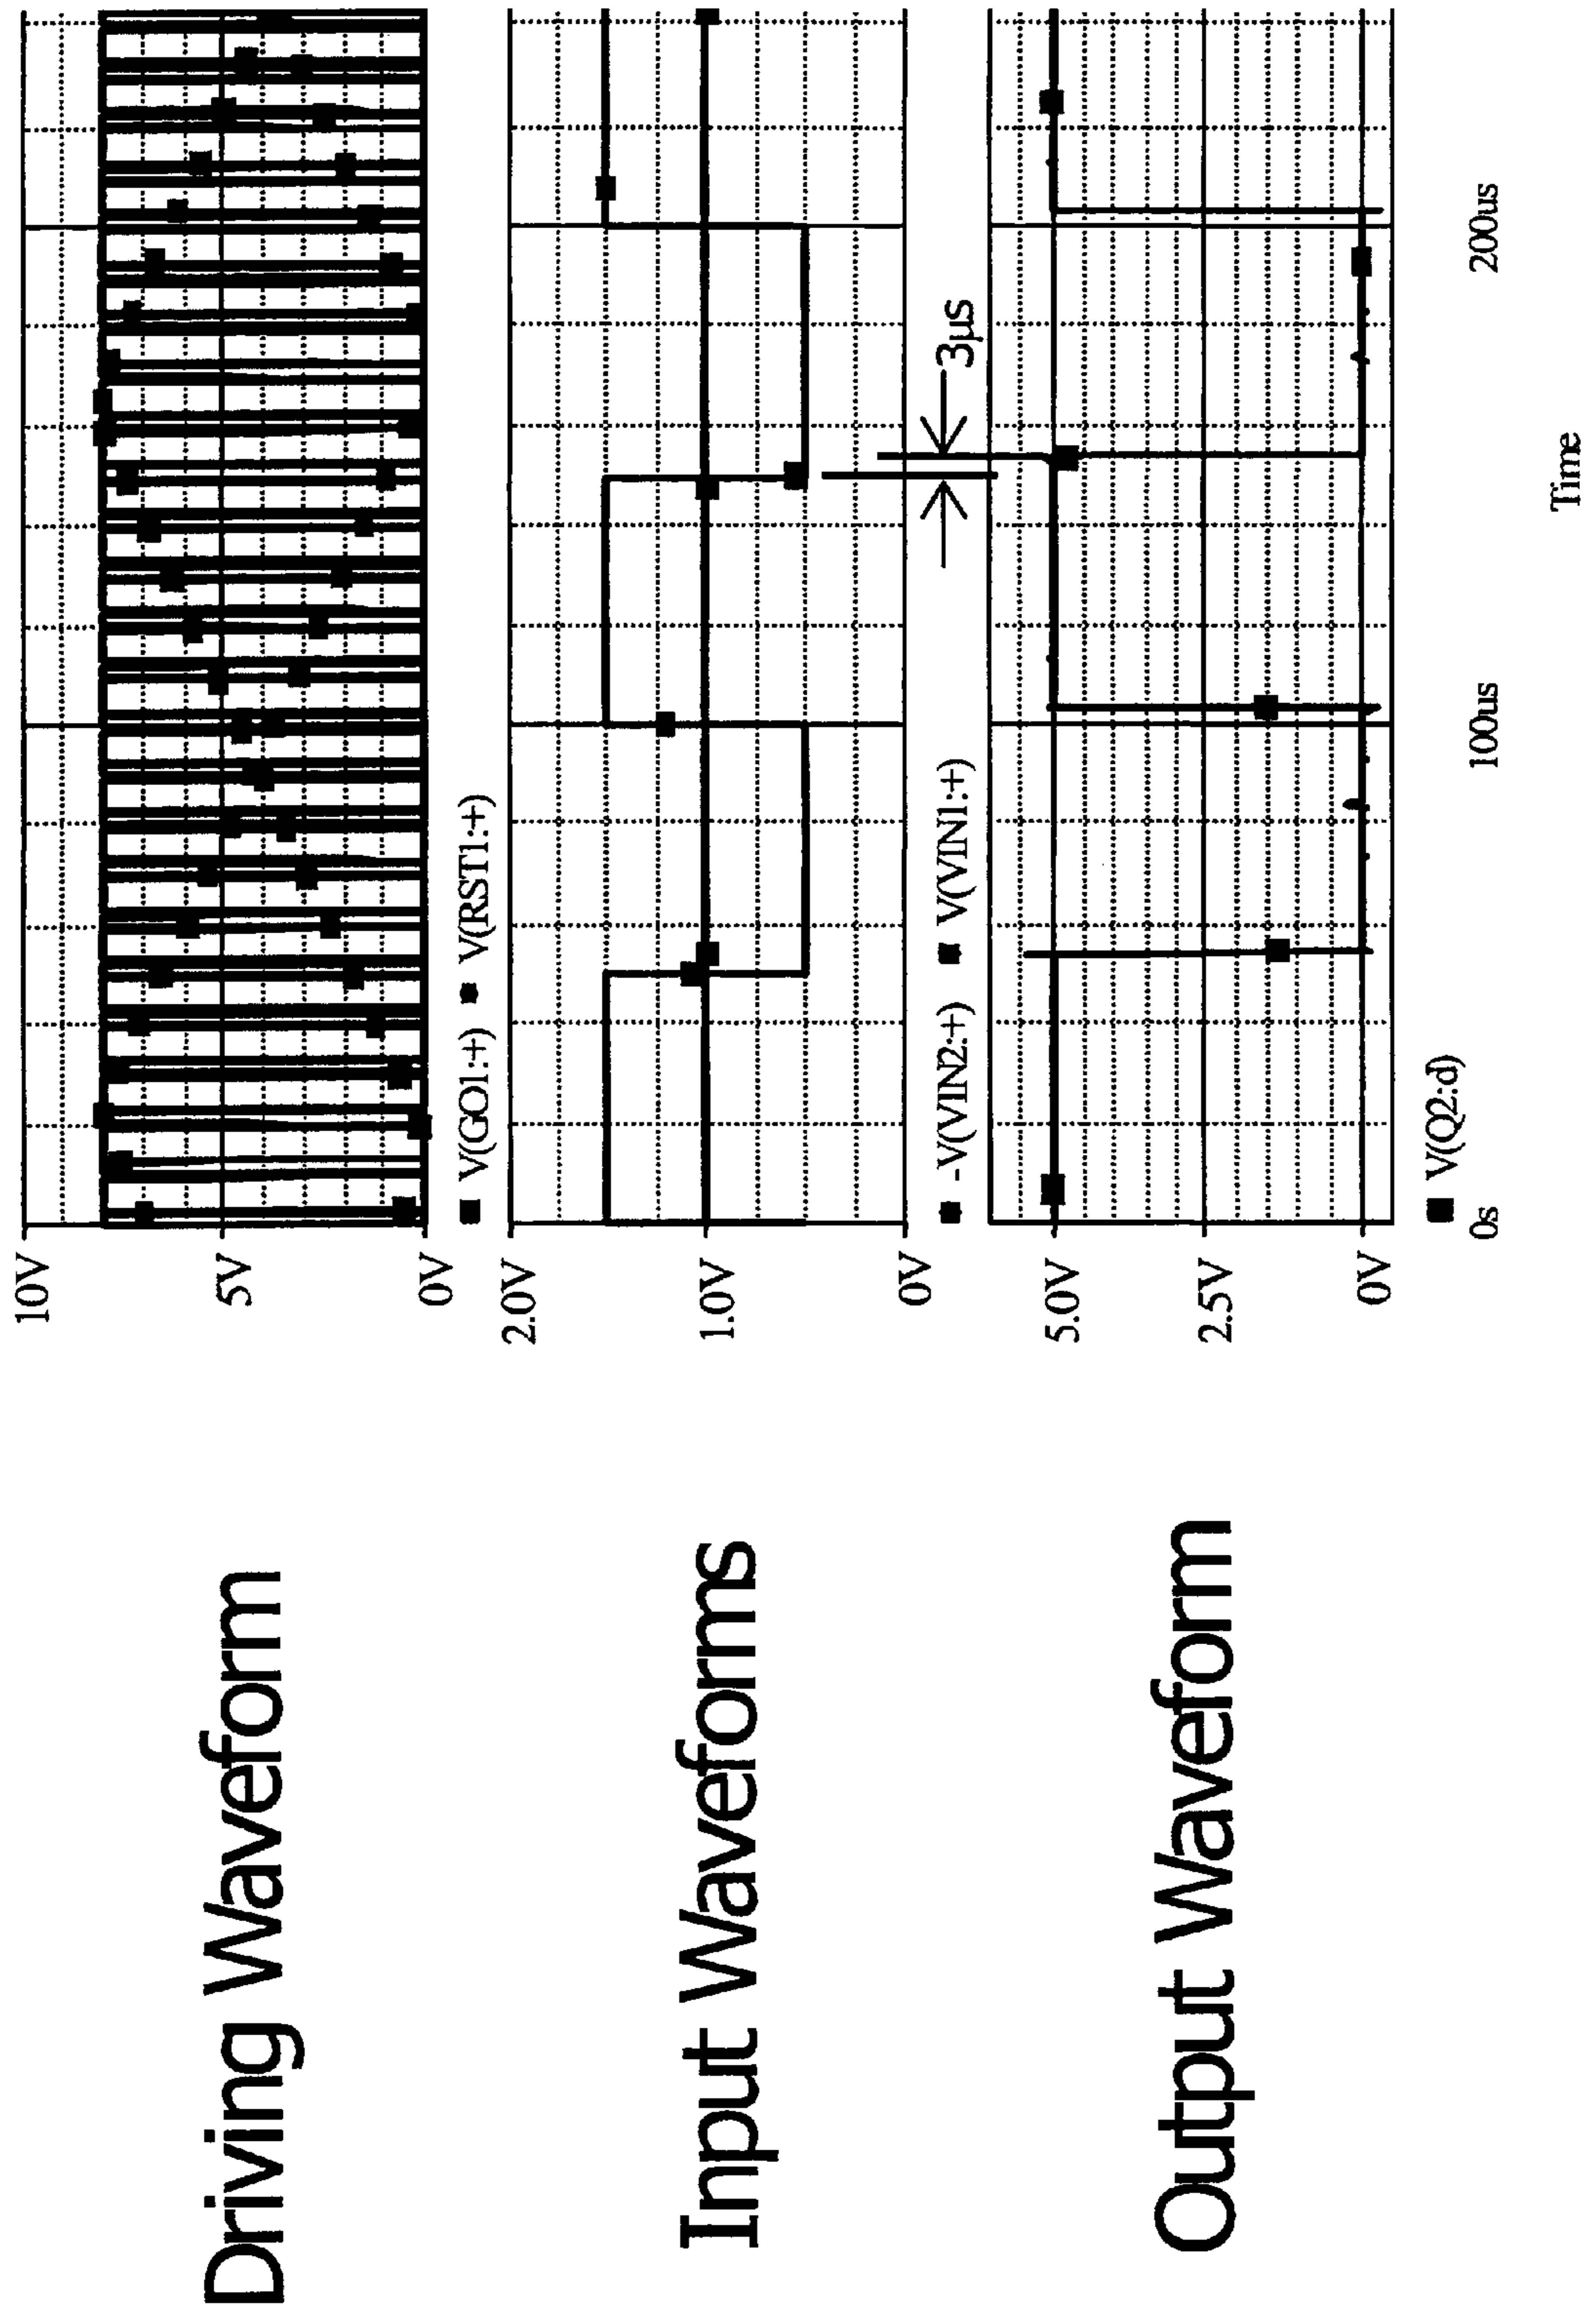 Driving Waveform
10V
5V
0V
V(GO1:+) V(RST1:+)
Input Waveforms
2.0V
1.0V
0V
-V(VIN2:+) V(VIN1:+)
3µs
Output Waveform
5.0V
2.5V
0V
V(Q2:d)
0s 100us 200us
Time